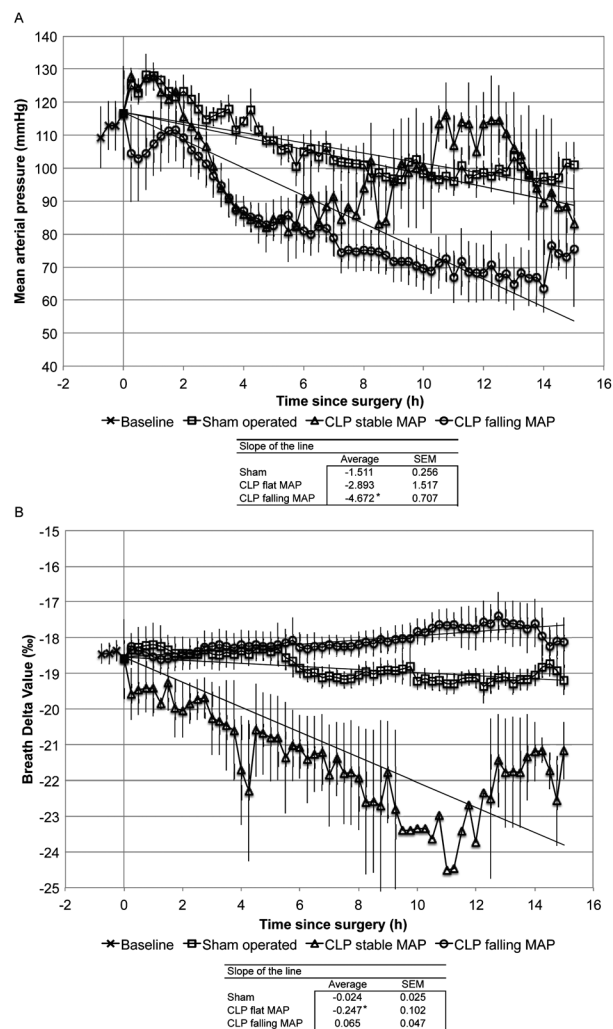 A
Mean arterial pressure (mmHg)
140
130
120
110
100
90
80
70
60
50
40
-2 0 2 4 6 8 10 12 14 16
Time since surgery (h)
Baseline Sham operated CLP stable MAP CLP falling MAP
Slope of the line
Average SEM
Sham -1.511 0.256
CLP flat MAP -2.893 1.517
CLP falling MAP -4.672* 0.707
B
Breath Delta Value (‰)
-15
-16
-17
-18
-19
-20
-21
-22
-23
-24
-25
-2 0 2 4 6 8 10 12 14 16
Time since surgery (h)
Baseline Sham operated CLP stable MAP CLP falling MAP
Slope of the line
Average SEM
Sham -0.024 0.025
CLP flat MAP -0.247* 0.102
CLP falling MAP 0.065 0.047